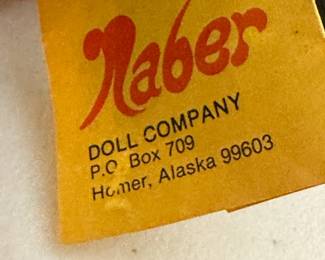 Naber
DOLL COMPANY
P.O. Box 709
Homer, Alaska 99603